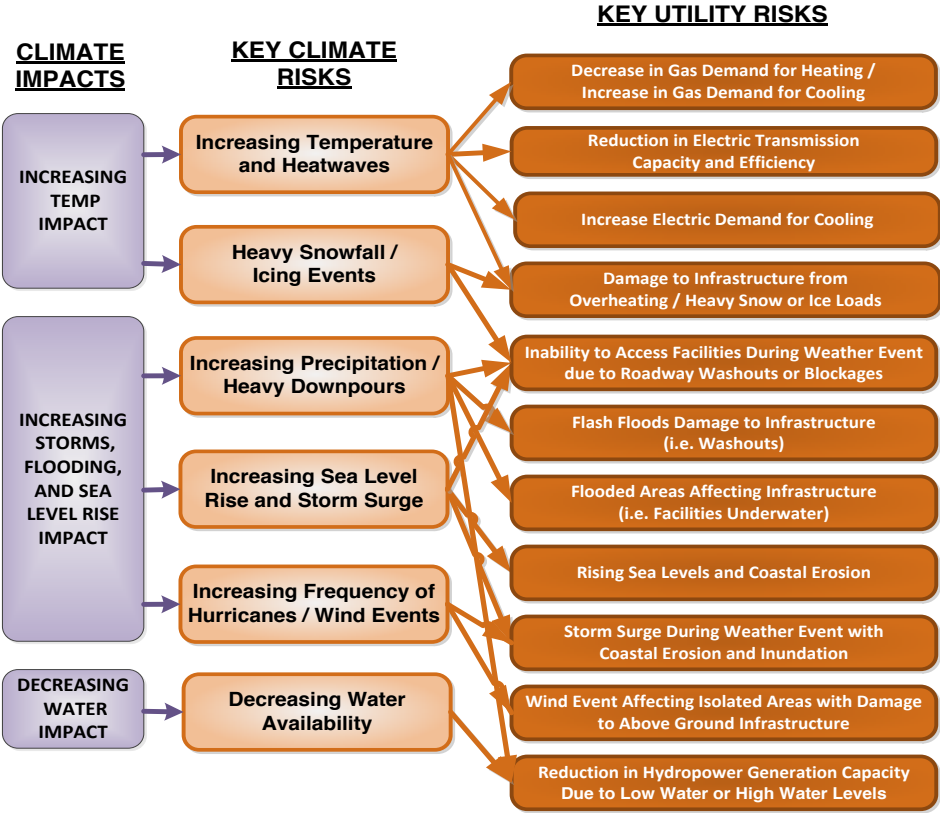 KEY UTILITY RISKS
CLIMATE
IMPACTS
KEY CLIMATE
RISKS
INCREASING
TEMP
IMPACT
INCREASING
STORMS,
FLOODING,
AND SEA
LEVEL RISE
IMPACT
DECREASING
WATER
IMPACT
Increasing Temperature
and Heatwaves
Heavy Snowfall /
Icing Events
Increasing Precipitation /
Heavy Downpours
Increasing Sea Level
Rise and Storm Surge
Increasing Frequency of
Hurricanes / Wind Events
Decreasing Water
Availability
Decrease in Gas Demand for Heating /
Increase in Gas Demand for Cooling
Reduction in Electric Transmission
Capacity and Efficiency
Increase Electric Demand for Cooling
Damage to Infrastructure from
Overheating / Heavy Snow or Ice Loads
Inability to Access Facilities During Weather Event
due to Roadway Washouts or Blockages
Flash Floods Damage to Infrastructure
(i.e. Washouts)
Flooded Areas Affecting Infrastructure
(i.e. Facilities Underwater)
Rising Sea Levels and Coastal Erosion
Storm Surge During Weather Event with
Coastal Erosion and Inundation
Wind Event Affecting Isolated Areas with Damage
to Above Ground Infrastructure
Reduction in Hydropower Generation Capacity
Due to Low Water or High Water Levels